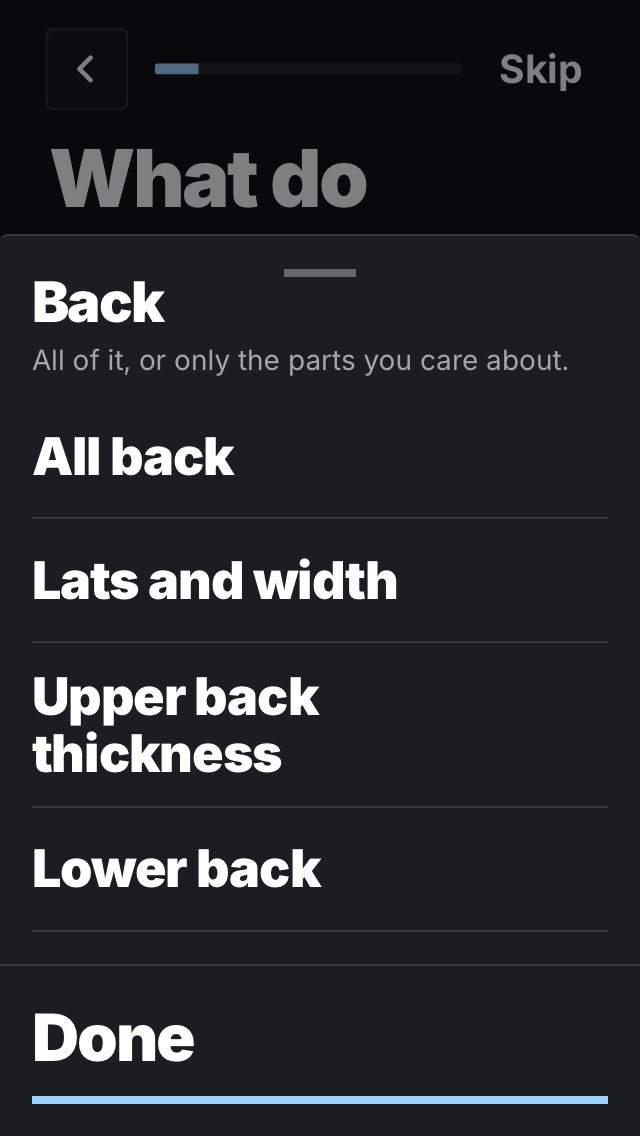 Skip
What do
Back
All of it, or only the parts you care about.
All back
Lats and width
Upper back
thickness
Lower back
Done